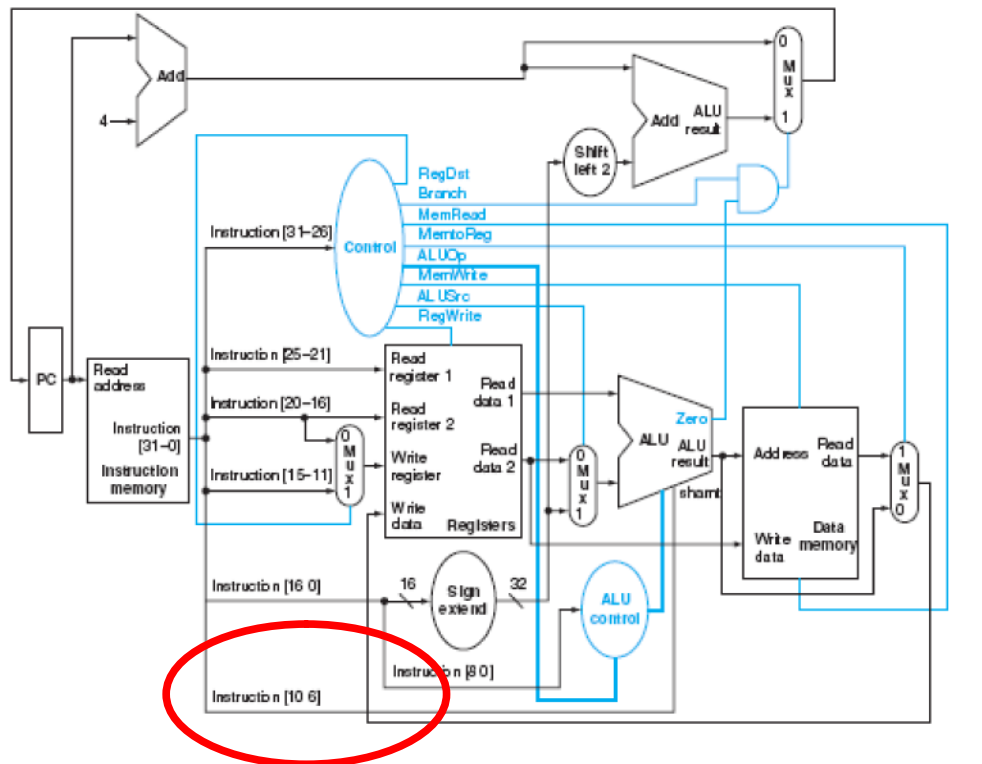 Add
4
0
Mux
1
Add
ALU
result
Shift
left 2
RegDst
Branch
MemRead
MemtoReg
ALUOp
MemWrite
ALUSrc
RegWrite
Control
Instruction [31–26]
Instruction [25–21]
Instruction [20–16]
Instruction [15–11]
PC
Read
address
Instruction
[31–0]
Instruction
memory
0
Mux
1
Read
register 1
Read
register 2
Write
register
Write
data
Read
data 1
Read
data 2
Registers
0
Mux
1
Zero
ALU
ALU
result
shamt
Address
Read
data
Write
data
Data
memory
1
Mux
0
Instruction [16 0]
16
Sign
extend
32
ALU
control
Instruction [8 0]
Instruction [10 6]